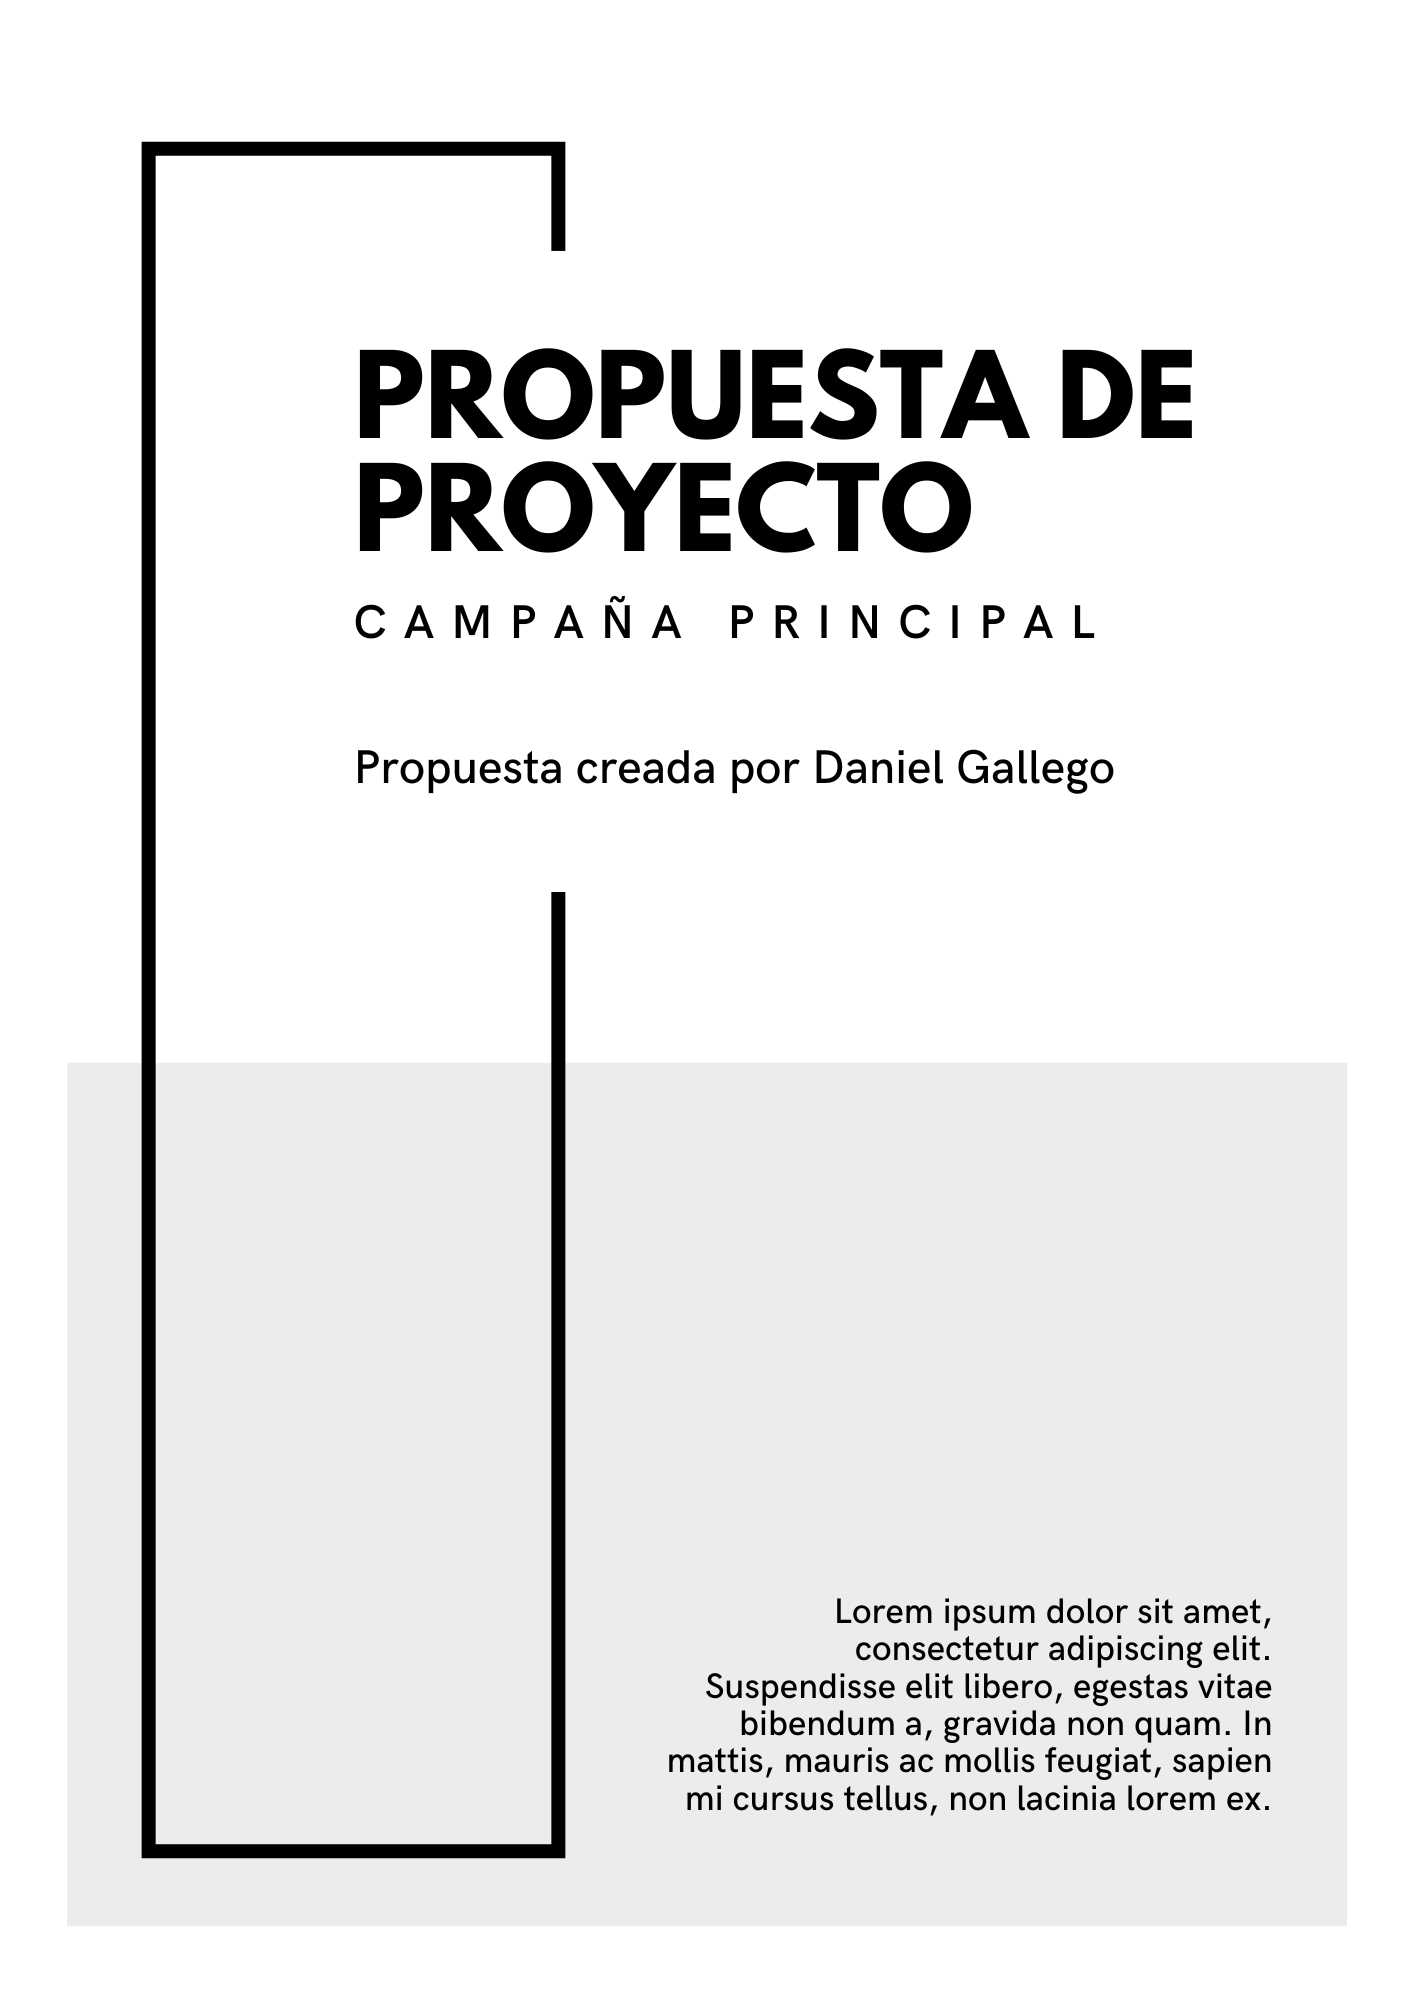 PROPUESTA DE
PROYECTO
CAMPAÑA PRINCIPAL
Propuesta creada por Daniel Gallego
Lorem ipsum dolor sit amet,
consectetur adipiscing elit.
Suspendisse elit libero, egestas vitae
bibendum a, gravida non quam. In
mattis, mauris ac mollis feugiat, sapien
mi cursus tellus, non lacinia lorem ex.